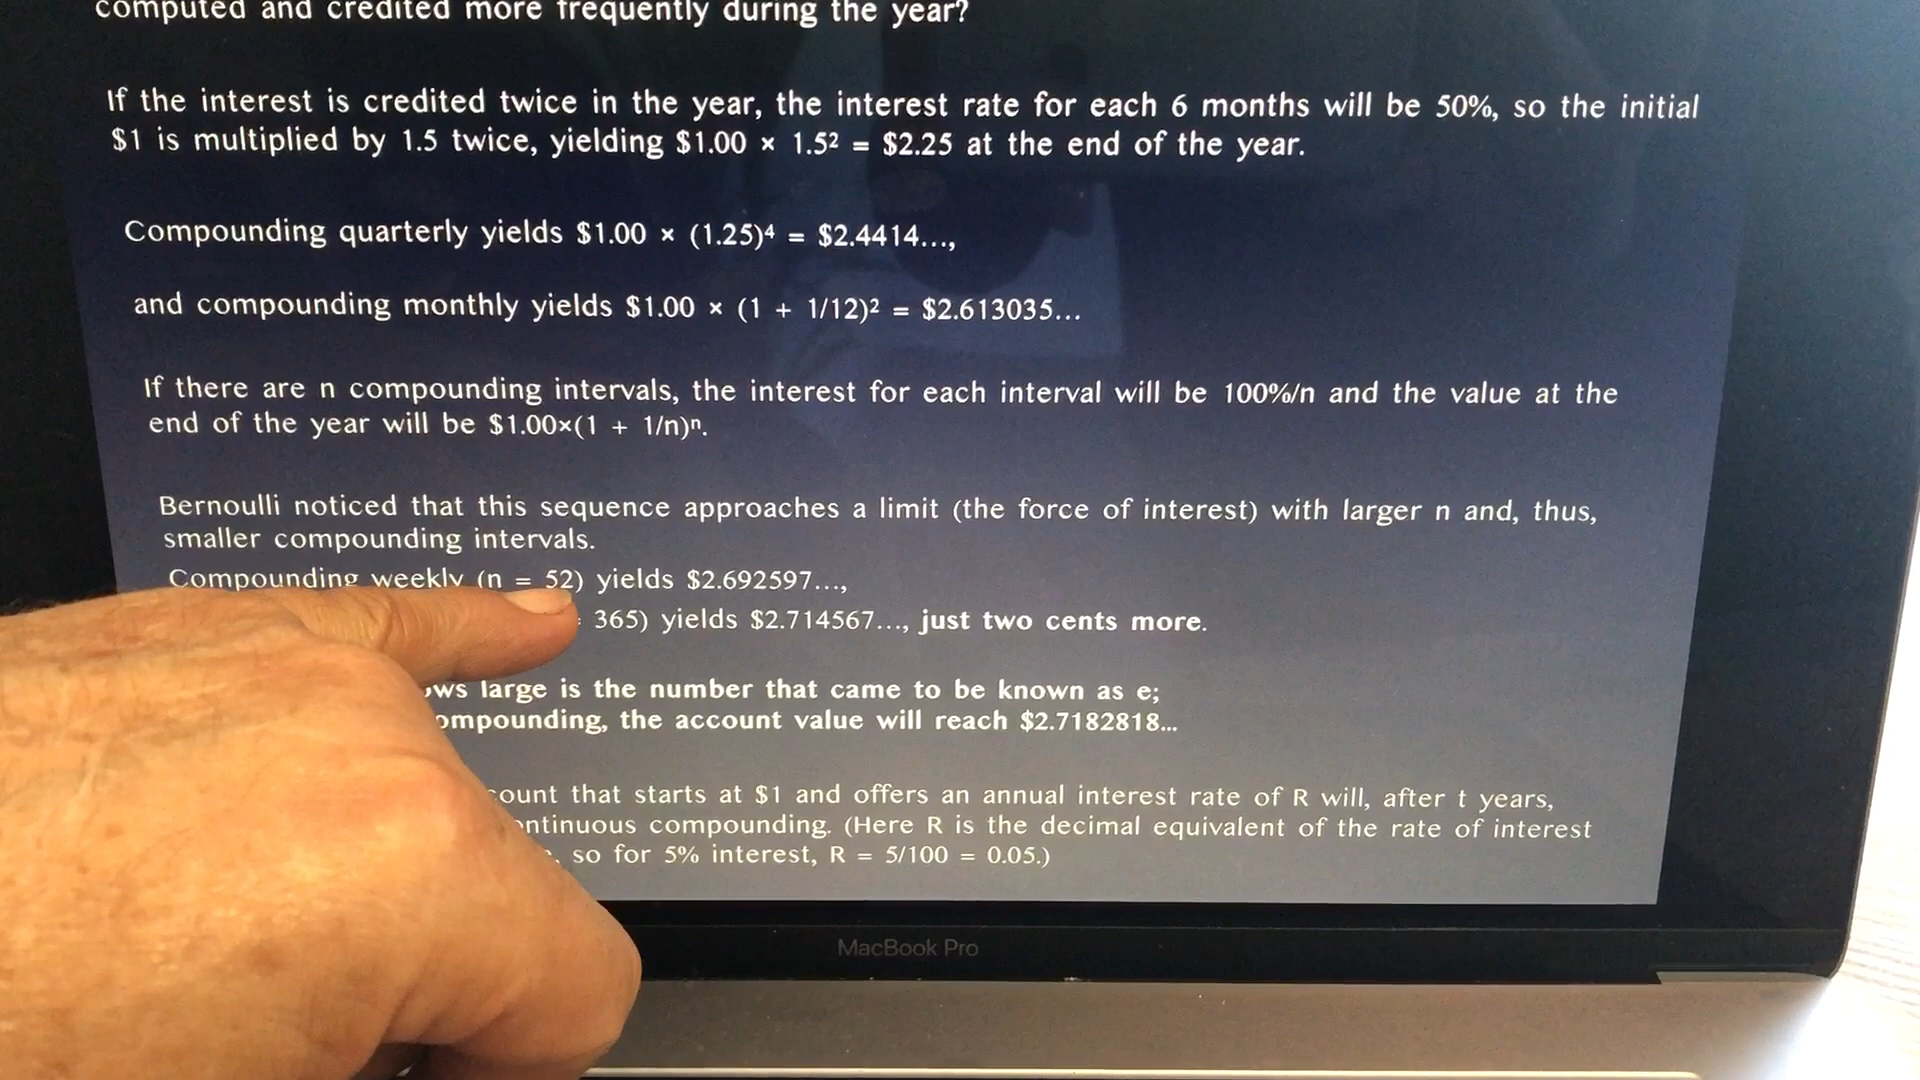 computed and credited more frequently during the year?
If the interest is credited twice in the year, the interest rate for each 6 months will be 50%, so the initial
$1 is multiplied by 1.5 twice, yielding $1.00 × 1.5² = $2.25 at the end of the year.
Compounding quarterly yields $1.00 × (1.25)⁴ = $2.4414...,
and compounding monthly yields $1.00 × (1 + 1/12)² = $2.613035...
If there are n compounding intervals, the interest for each interval will be 100%/n and the value at the
end of the year will be $1.00×(1 + 1/n)ⁿ.
Bernoulli noticed that this sequence approaches a limit (the force of interest) with larger n and, thus,
smaller compounding intervals.
Compounding weekly (n = 52) yields $2.692597...,
365) yields $2.714567..., just two cents more.
large is the number that came to be known as e;
the account value will reach $2.7182818...
that starts at $1 and offers an annual interest rate of R will, after t years,
compounding. (Here R is the decimal equivalent of the rate of interest
so for 5% interest, R = 5/100 = 0.05.)
MacBook Pro